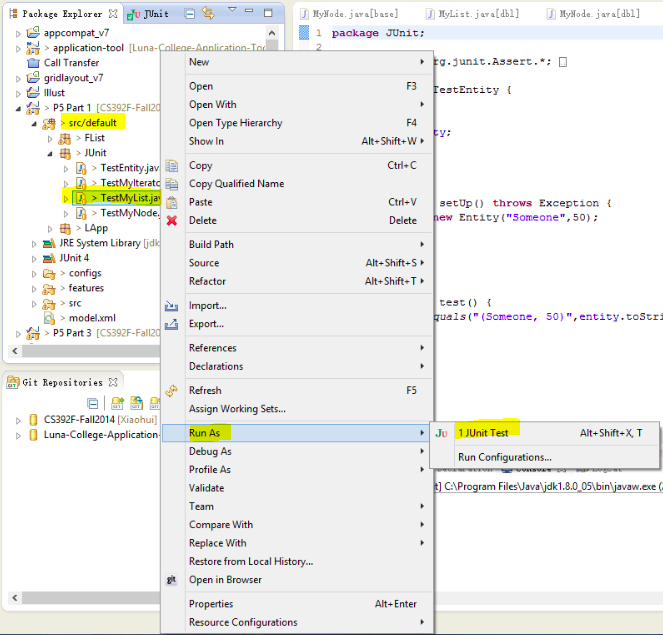 Package Explorer JUnit
appcompat_v7
> application-tool [Luna-College-Application-Too
Call Transfer
gridlayout_v7
> Illust
> P5 Part 1 [CS392F-Fall20
> src/default
> FList
> JUnit
> TestEntity.java
> TestMyIterato
> TestMyList.jav
> TestMyNode.
> LApp
JRE System Library [jdk
JUnit 4
> configs
> features
> src
> model.xml
> P5 Part 3 [CS392F-Fall20
Git Repositories
CS392F-Fall2014 [Xiaohui]
Luna-College-Application-
New
Open F3
Open With
Open Type Hierarchy F4
Show In Alt+Shift+W
Copy Ctrl+C
Copy Qualified Name
Paste Ctrl+V
Delete Delete
Build Path
Source Alt+Shift+S
Refactor Alt+Shift+T
Import...
Export...
References
Declarations
Refresh F5
Assign Working Sets...
Run As
Debug As
Profile As
Validate
Team
Compare With
Replace With
Restore from Local History...
Open in Browser
Properties Alt+Enter
Resource Configurations
1 JUnit Test Alt+Shift+X, T
Run Configurations...
MyNode.java[base] MyList.java[dbl] MyNode.java[dbl]
1 package JUnit;
2
rg.junit.Assert.*;
TestEntity {
ty;
setUp() throws Exception {
new Entity("Someone",50);
test() {
quals("(Someone, 50)",entity.toStri
t] C:\Program Files\Java\jdk1.8.0_05\bin\javaw.exe (